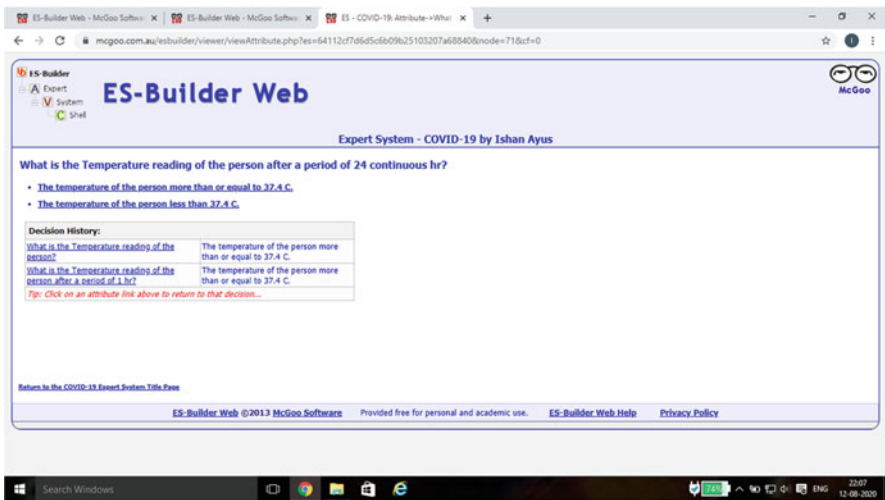 ES-Builder Web - McGoo Softwa
ES-Builder Web - McGoo Softwa
ES - COVID-19: Attribute->What i
mcgoo.com.au/esbuilder/viewer/viewAttribute.php?es=64112cf7d6d5c6b09b25103207a68840&node=71&cf=0
ES-Builder
A Expert
V System
C Shell
ES-Builder Web
McGoo
Expert System - COVID-19 by Ishan Ayus
What is the Temperature reading of the person after a period of 24 continuous hr?
The temperature of the person more than or equal to 37.4 C.
The temperature of the person less than 37.4 C.
Decision History:
What is the Temperature reading of the
person?
The temperature of the person more
than or equal to 37.4 C.
What is the Temperature reading of the
person after a period of 1 hr?
The temperature of the person more
than or equal to 37.4 C.
Tip: Click on an attribute link above to return to that decision...
Return to the COVID-19 Expert System Title Page
ES-Builder Web ©2013 McGoo Software Provided free for personal and academic use. ES-Builder Web Help Privacy Policy
Search Windows
74%
ENG
22:07
12-08-2020